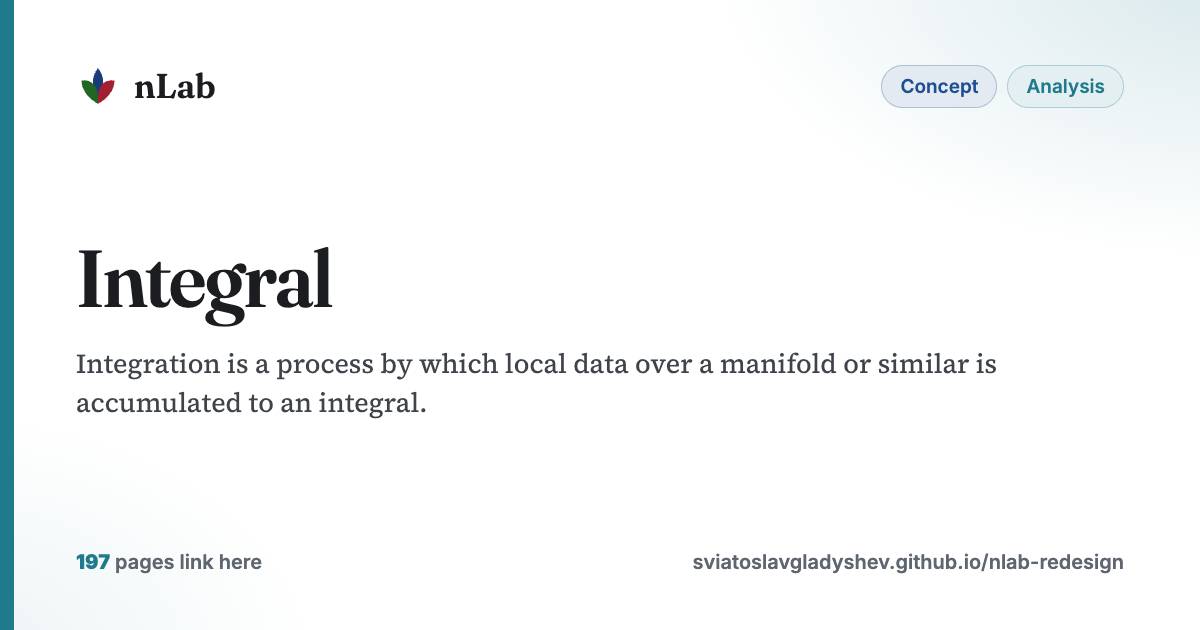 nLab
Concept
Analysis
Integral
Integration is a process by which local data over a manifold or similar is
accumulated to an integral.
197 pages link here
sviatoslavgladyshev.github.io/nlab-redesign